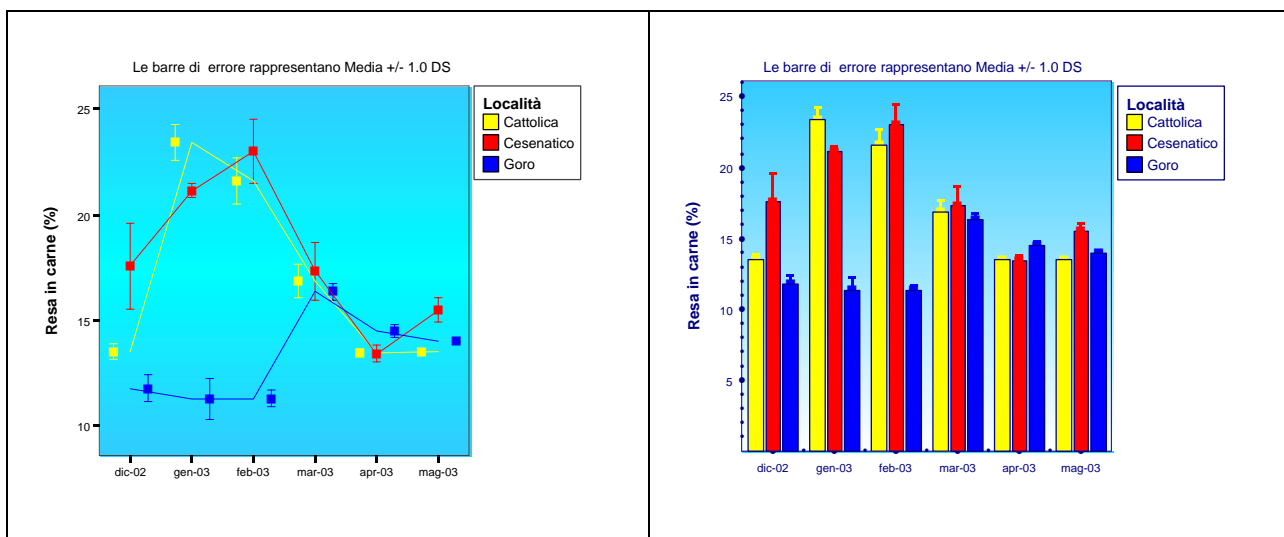 Le barre di  errore rappresentano Media +/- 1.0 DS
Località
Cattolica
Cesenatico
Goro
25
20
15
10
Resa in carne (%)
dic-02 gen-03 feb-03 mar-03 apr-03 mag-03
Le barre di  errore rappresentano Media +/- 1.0 DS
Località
Cattolica
Cesenatico
Goro
25
20
15
10
5
Resa in carne (%)
dic-02 gen-03 feb-03 mar-03 apr-03 mag-03